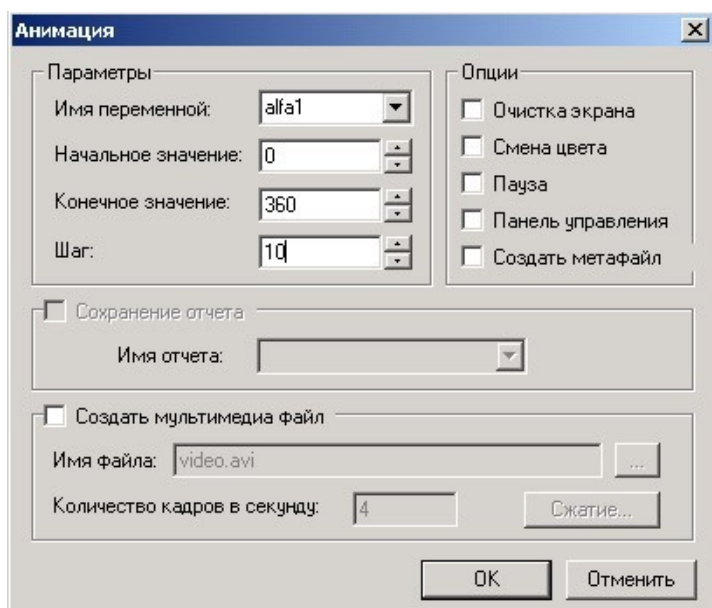 Анимация
Параметры
Имя переменной: alfa1
Начальное значение: 0
Конечное значение: 360
Шаг: 10
Опции
Очистка экрана
Смена цвета
Пауза
Панель управления
Создать метафайл
Сохранение отчета
Имя отчета:
Создать мультимедиа файл
Имя файла: video.avi ...
Количество кадров в секунду: 4 Сжатие...
OK Отменить